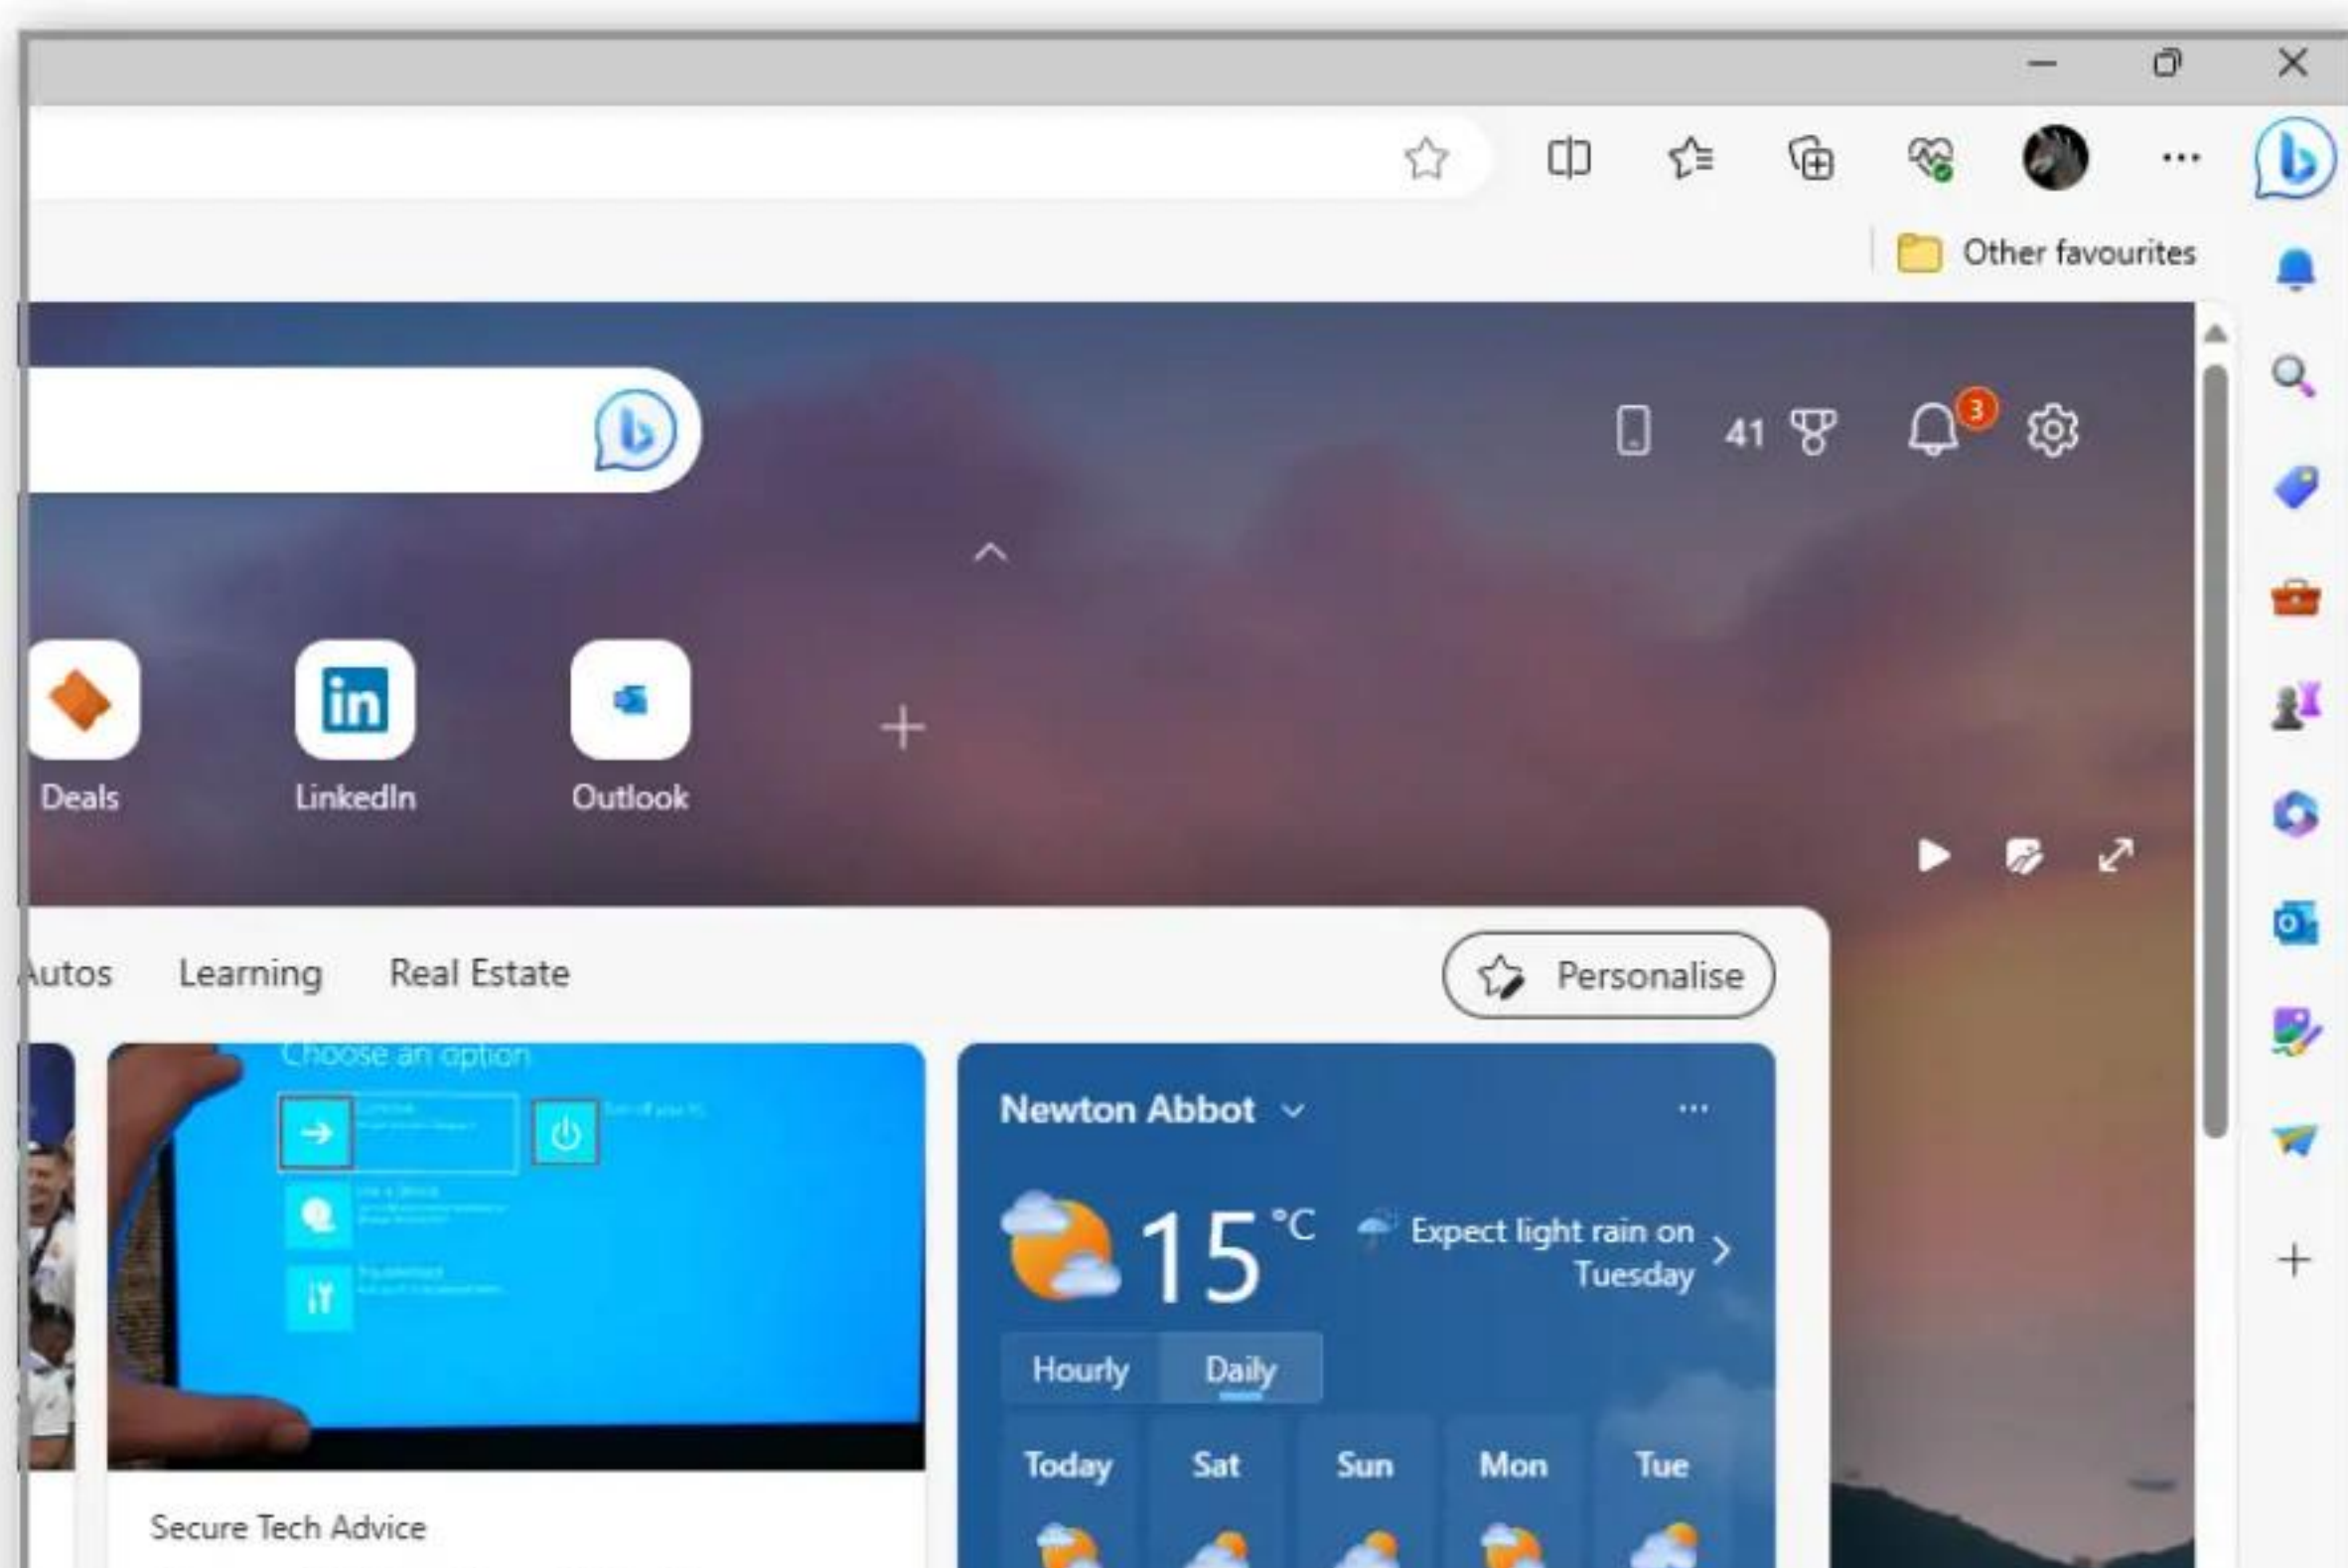 Other favourites
41
3
Deals
LinkedIn
Outlook
Autos
Learning
Real Estate
Personalise
Choose an option
Newton Abbot
15 °C
Expect light rain on
Tuesday
Hourly
Daily
Today
Sat
Sun
Mon
Tue
Secure Tech Advice